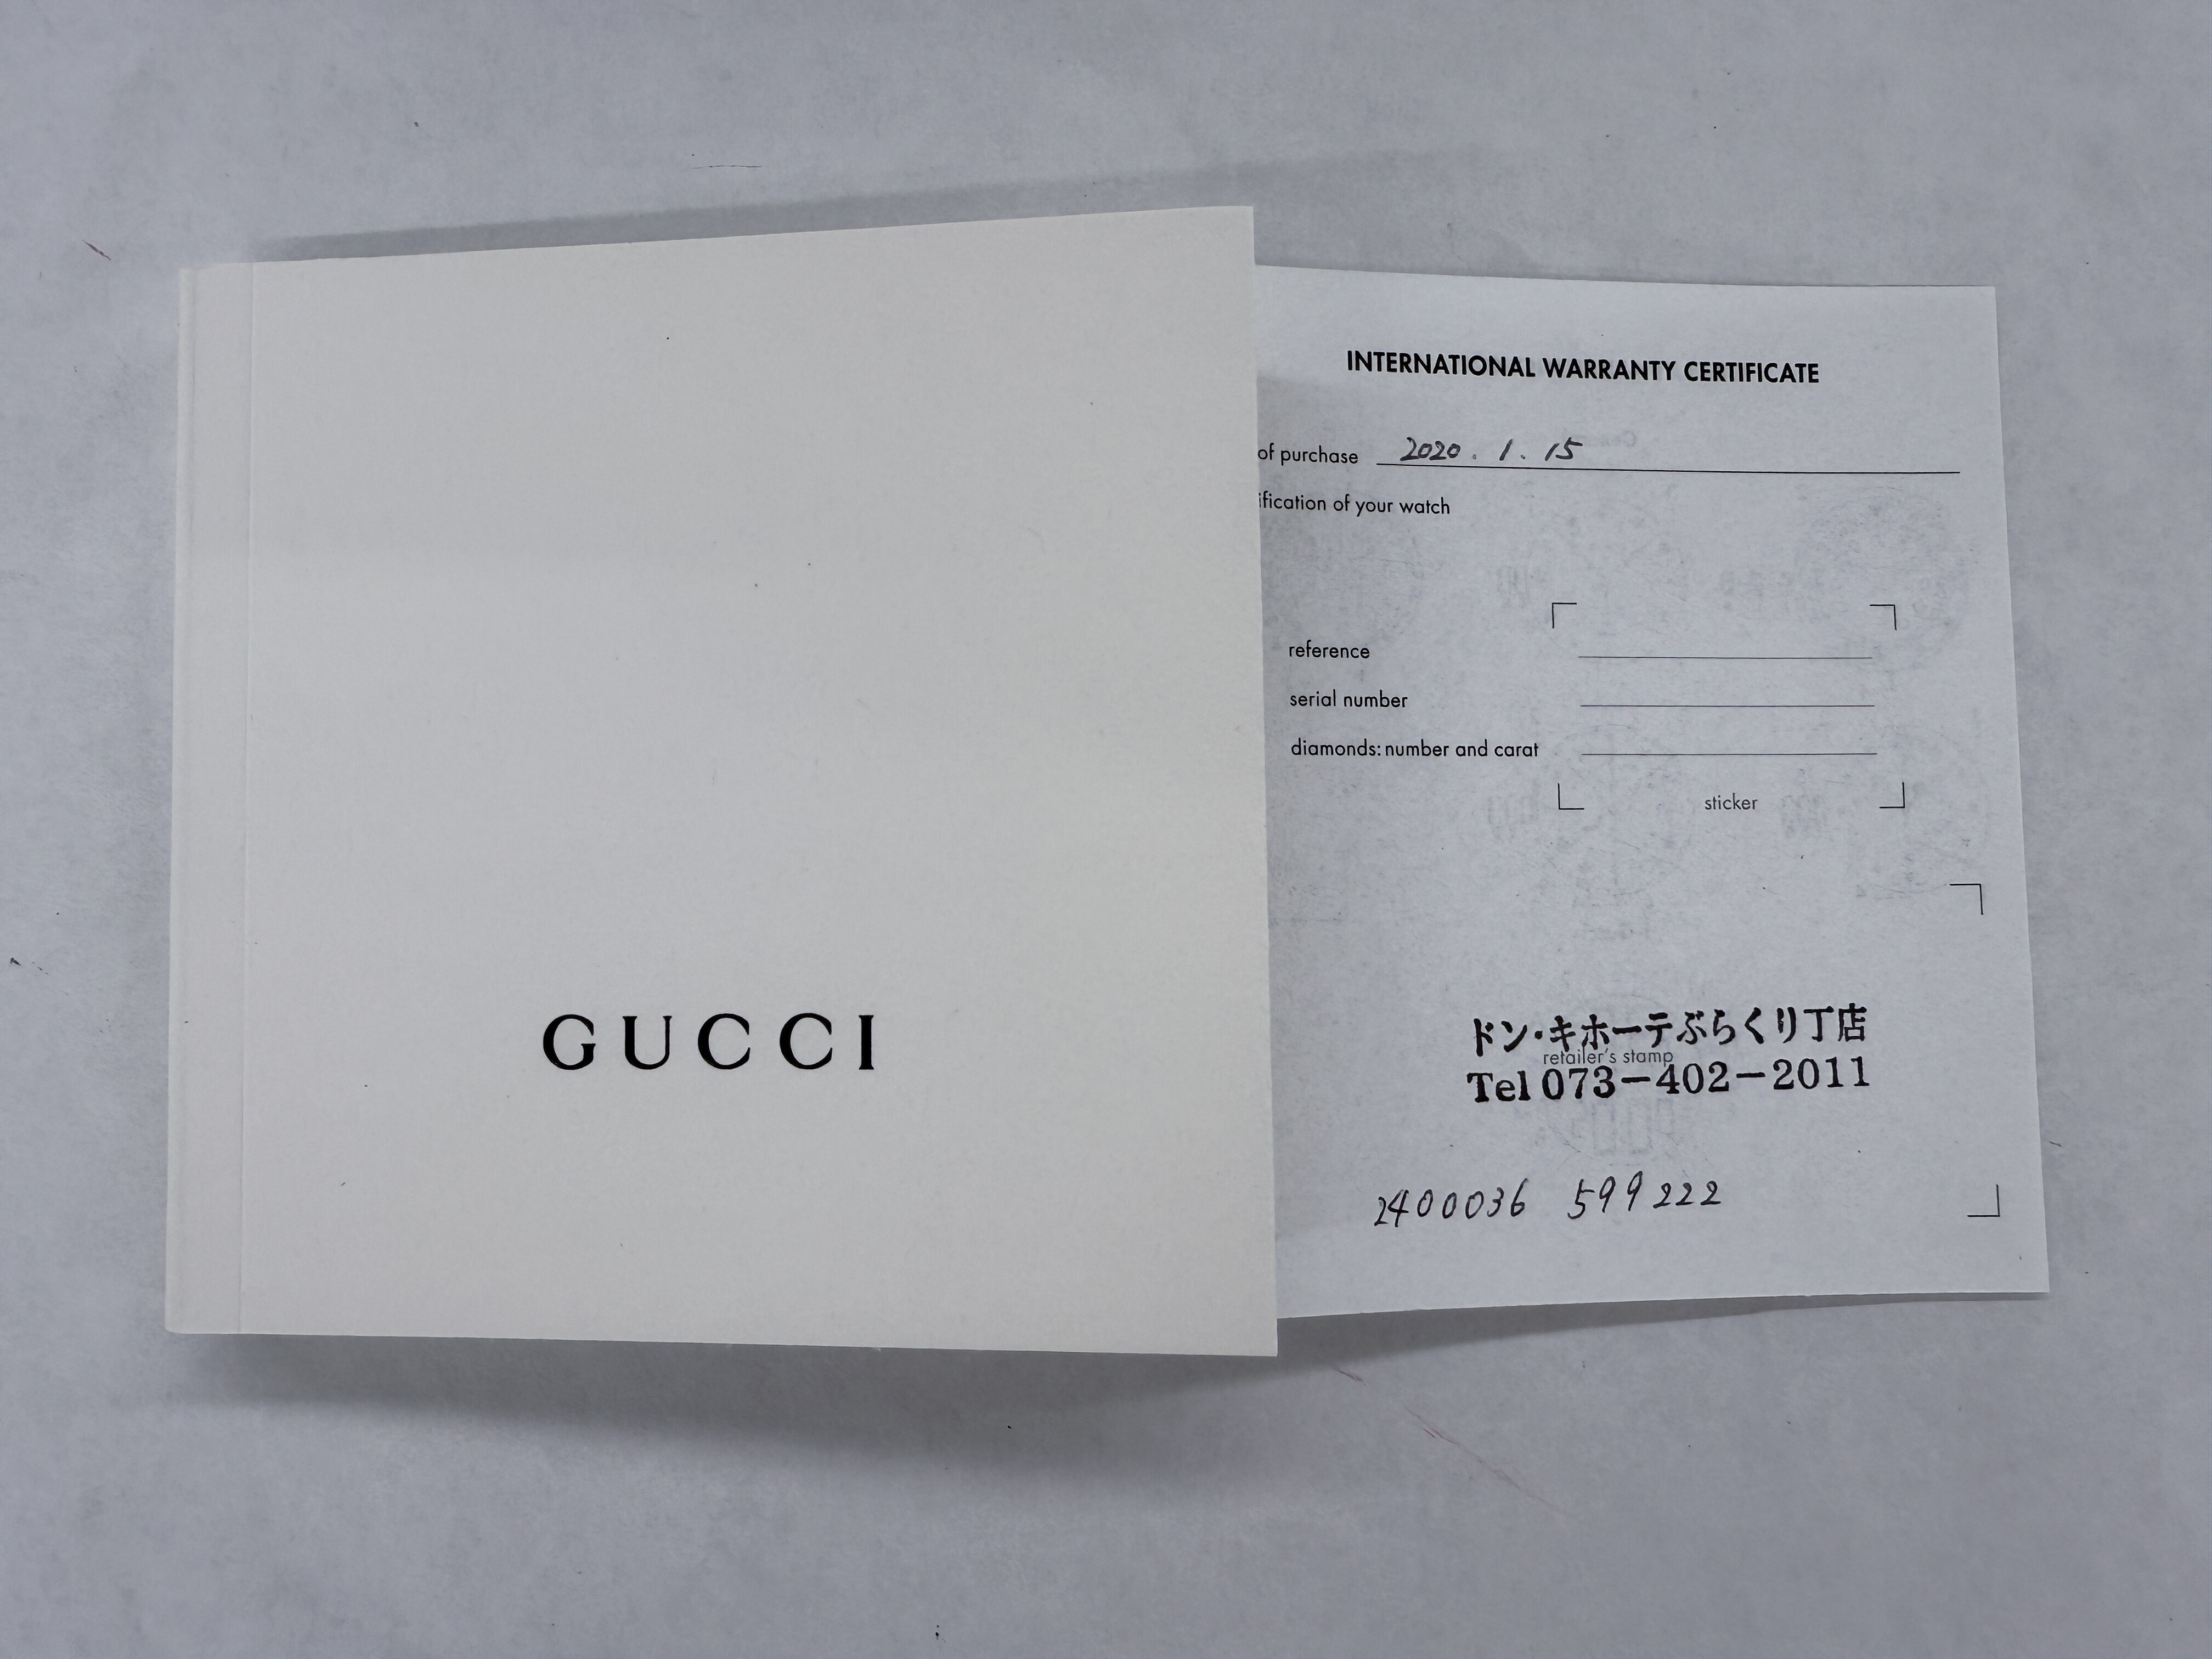 GUCCI
INTERNATIONAL WARRANTY CERTIFICATE
of purchase 2020. 1. 15
ification of your watch
reference
serial number
diamonds: number and carat
sticker
ドン・キホーテぶらくり丁店
retailer's stamp
Tel 073-402-2011
2400036 599222